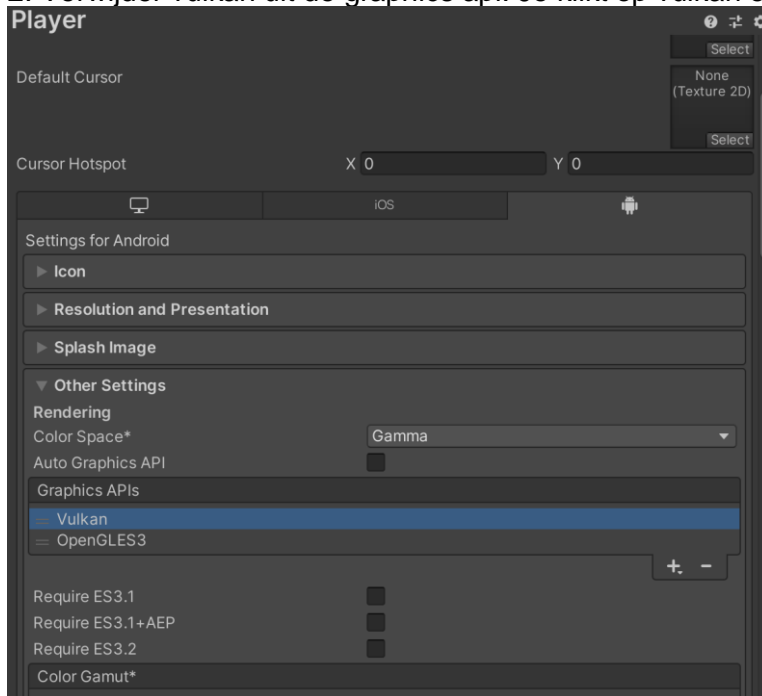 Player
Select
Default Cursor
None
(Texture 2D)
Select
Cursor Hotspot X 0 Y 0
iOS
Settings for Android
Icon
Resolution and Presentation
Splash Image
Other Settings
Rendering
Color Space* Gamma
Auto Graphics API
Graphics APIs
Vulkan
OpenGLES3
Require ES3.1
Require ES3.1+AEP
Require ES3.2
Color Gamut*